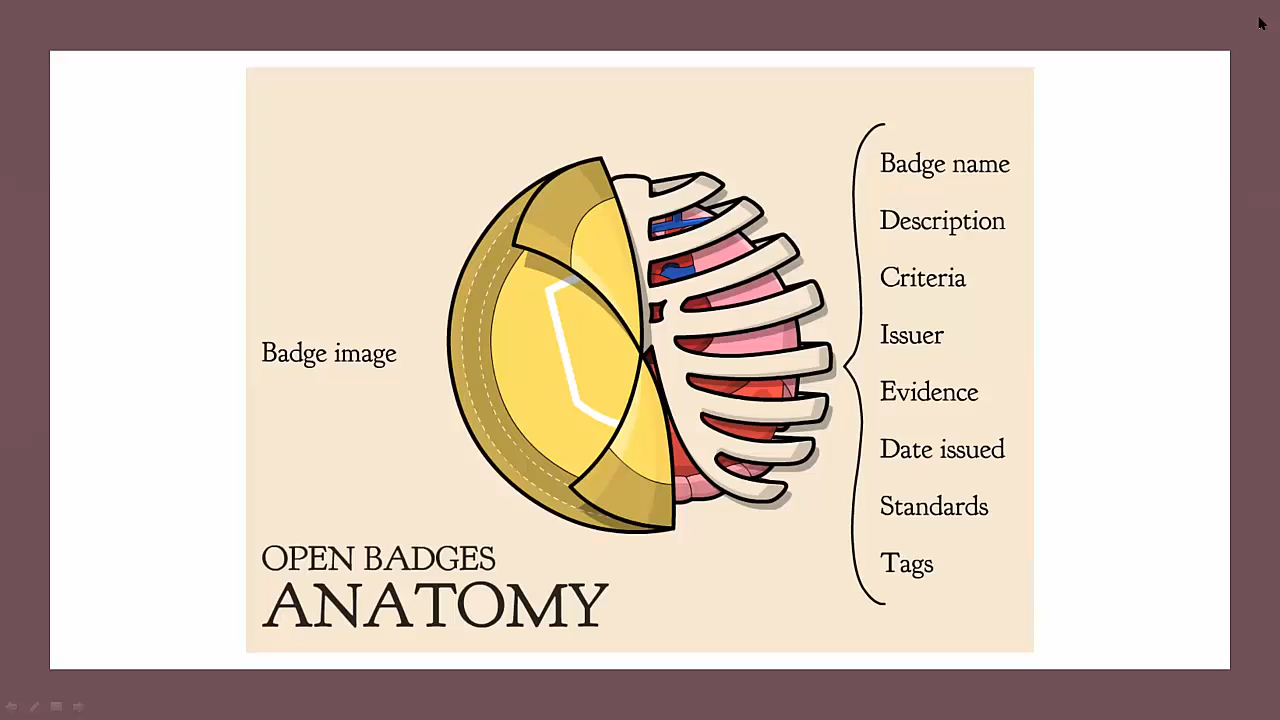 Badge image
OPEN BADGES
ANATOMY
Badge name
Description
Criteria
Issuer
Evidence
Date issued
Standards
Tags